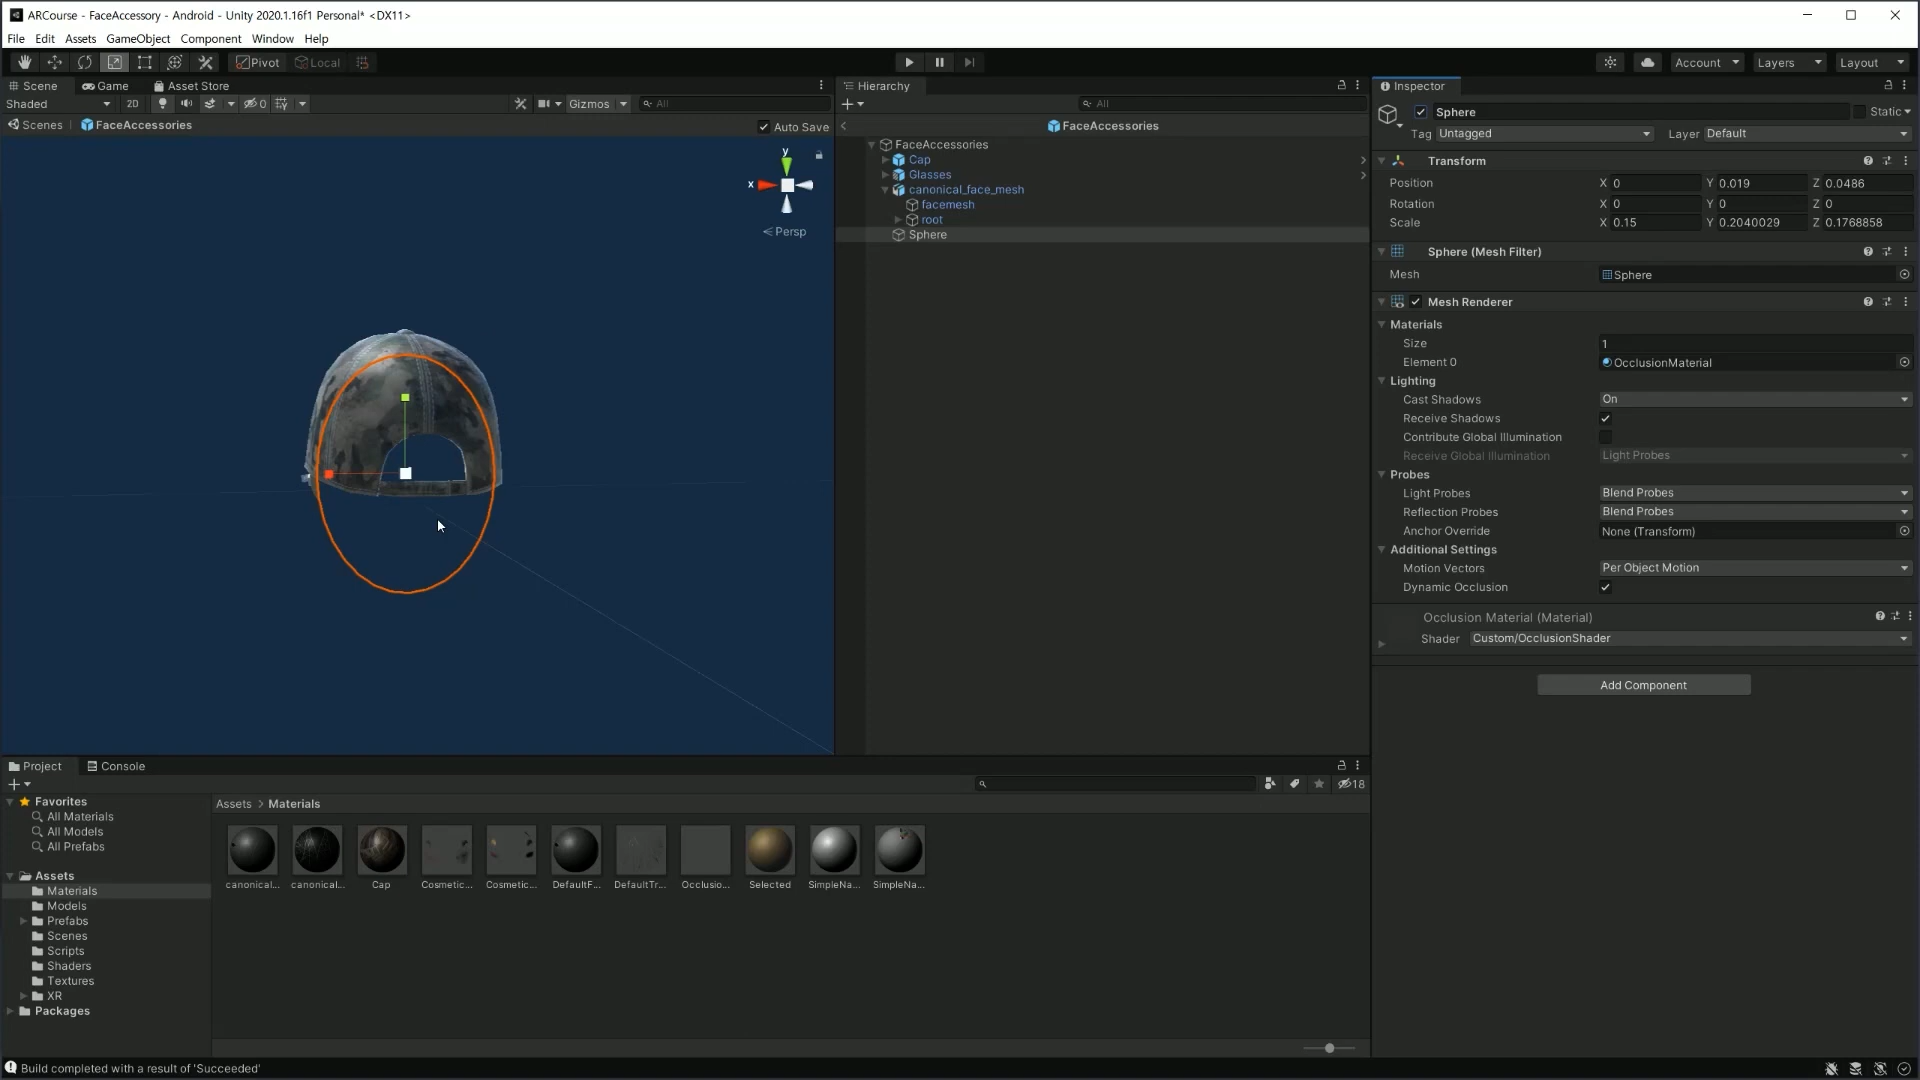 ARCourse - FaceAccessory - Android - Unity 2020.1.16f1 Personal* <DX11>
File Edit Assets GameObject Component Window Help
Pivot Local Account Layers Layout
Scene Game Asset Store
Shaded 2D 0 Gizmos All
Scenes FaceAccessories Auto Save
y
x
Persp
Hierarchy
All
FaceAccessories
FaceAccessories
Cap
Glasses
canonical_face_mesh
facemesh
root
Sphere
Inspector
Sphere Static
Tag Untagged Layer Default
Transform
Position X 0 Y 0.019 Z 0.0486
Rotation X 0 Y 0 Z 0
Scale X 0.15 Y 0.2040029 Z 0.1768858
Sphere (Mesh Filter)
Mesh Sphere
Mesh Renderer
Materials
Size 1
Element 0 OcclusionMaterial
Lighting
Cast Shadows On
Receive Shadows
Contribute Global Illumination
Receive Global Illumination Light Probes
Probes
Light Probes Blend Probes
Reflection Probes Blend Probes
Anchor Override None (Transform)
Additional Settings
Motion Vectors Per Object Motion
Dynamic Occlusion
Occlusion Material (Material)
Shader Custom/OcclusionShader
Add Component
Project Console
18
Favorites
All Materials
All Models
All Prefabs
Assets
Materials
Models
Prefabs
Scenes
Scripts
Shaders
Textures
XR
Packages
Assets > Materials
canonical... canonical... Cap Cosmetic... Cosmetic... DefaultF... DefaultTr... Occlusio... Selected SimpleNa... SimpleNa...
Build completed with a result of 'Succeeded'